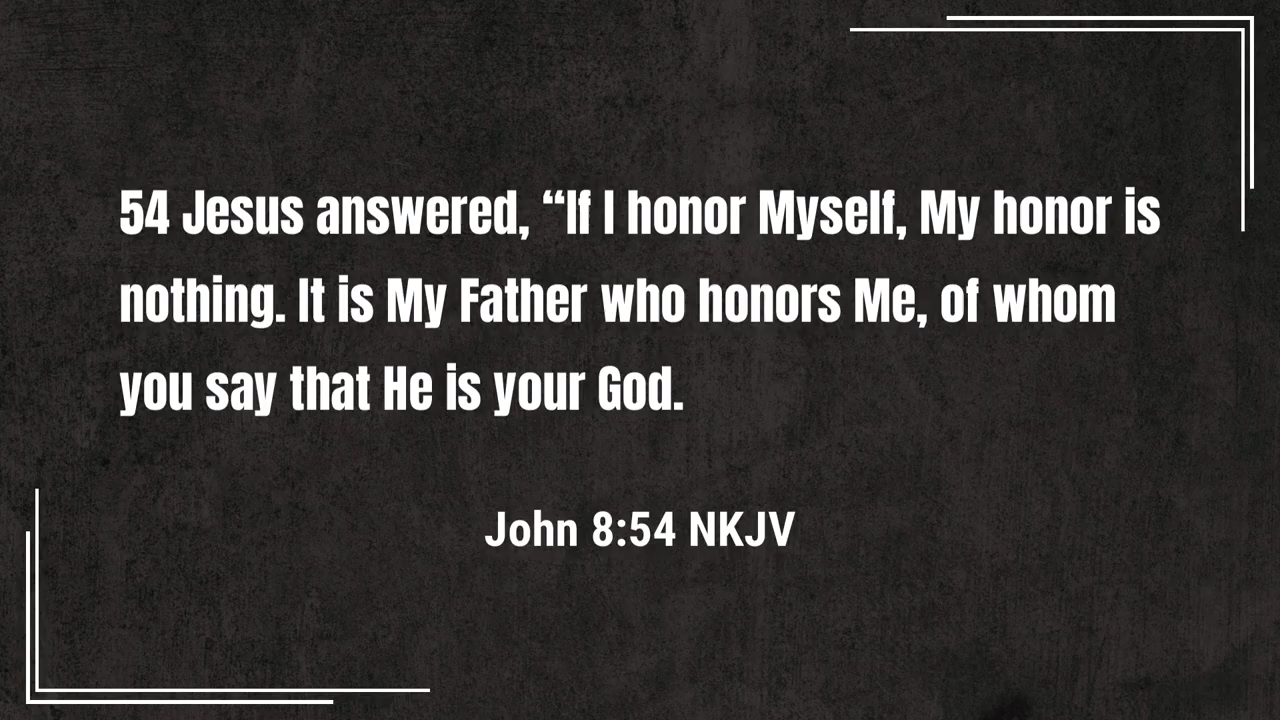 54 Jesus answered, “If I honor Myself, My honor is
nothing. It is My Father who honors Me, of whom
you say that He is your God.
John 8:54 NKJV